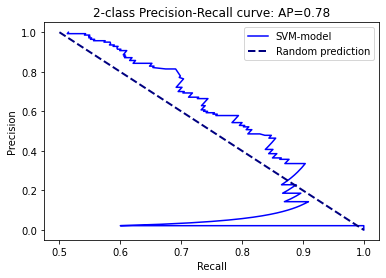 2-class Precision-Recall curve: AP=0.78
SVM-model
Random prediction
Precision
1.0
0.8
0.6
0.4
0.2
0.0
0.5 0.6 0.7 0.8 0.9 1.0
Recall